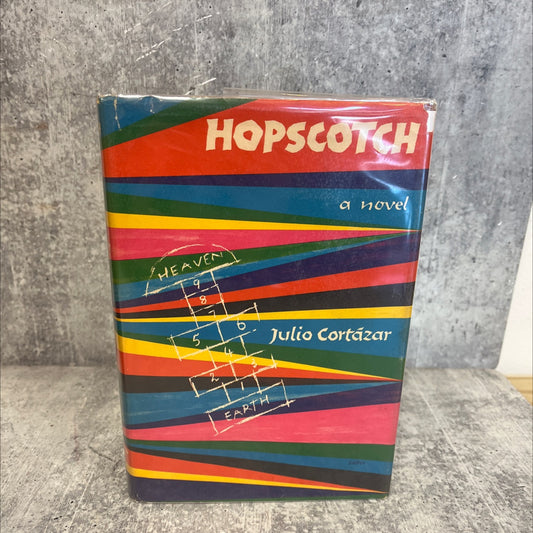 HOPSCOTCH
a novel
HEAVEN
9
8
7
5 6
Julio Cortázar
4
2 3
1
EARTH